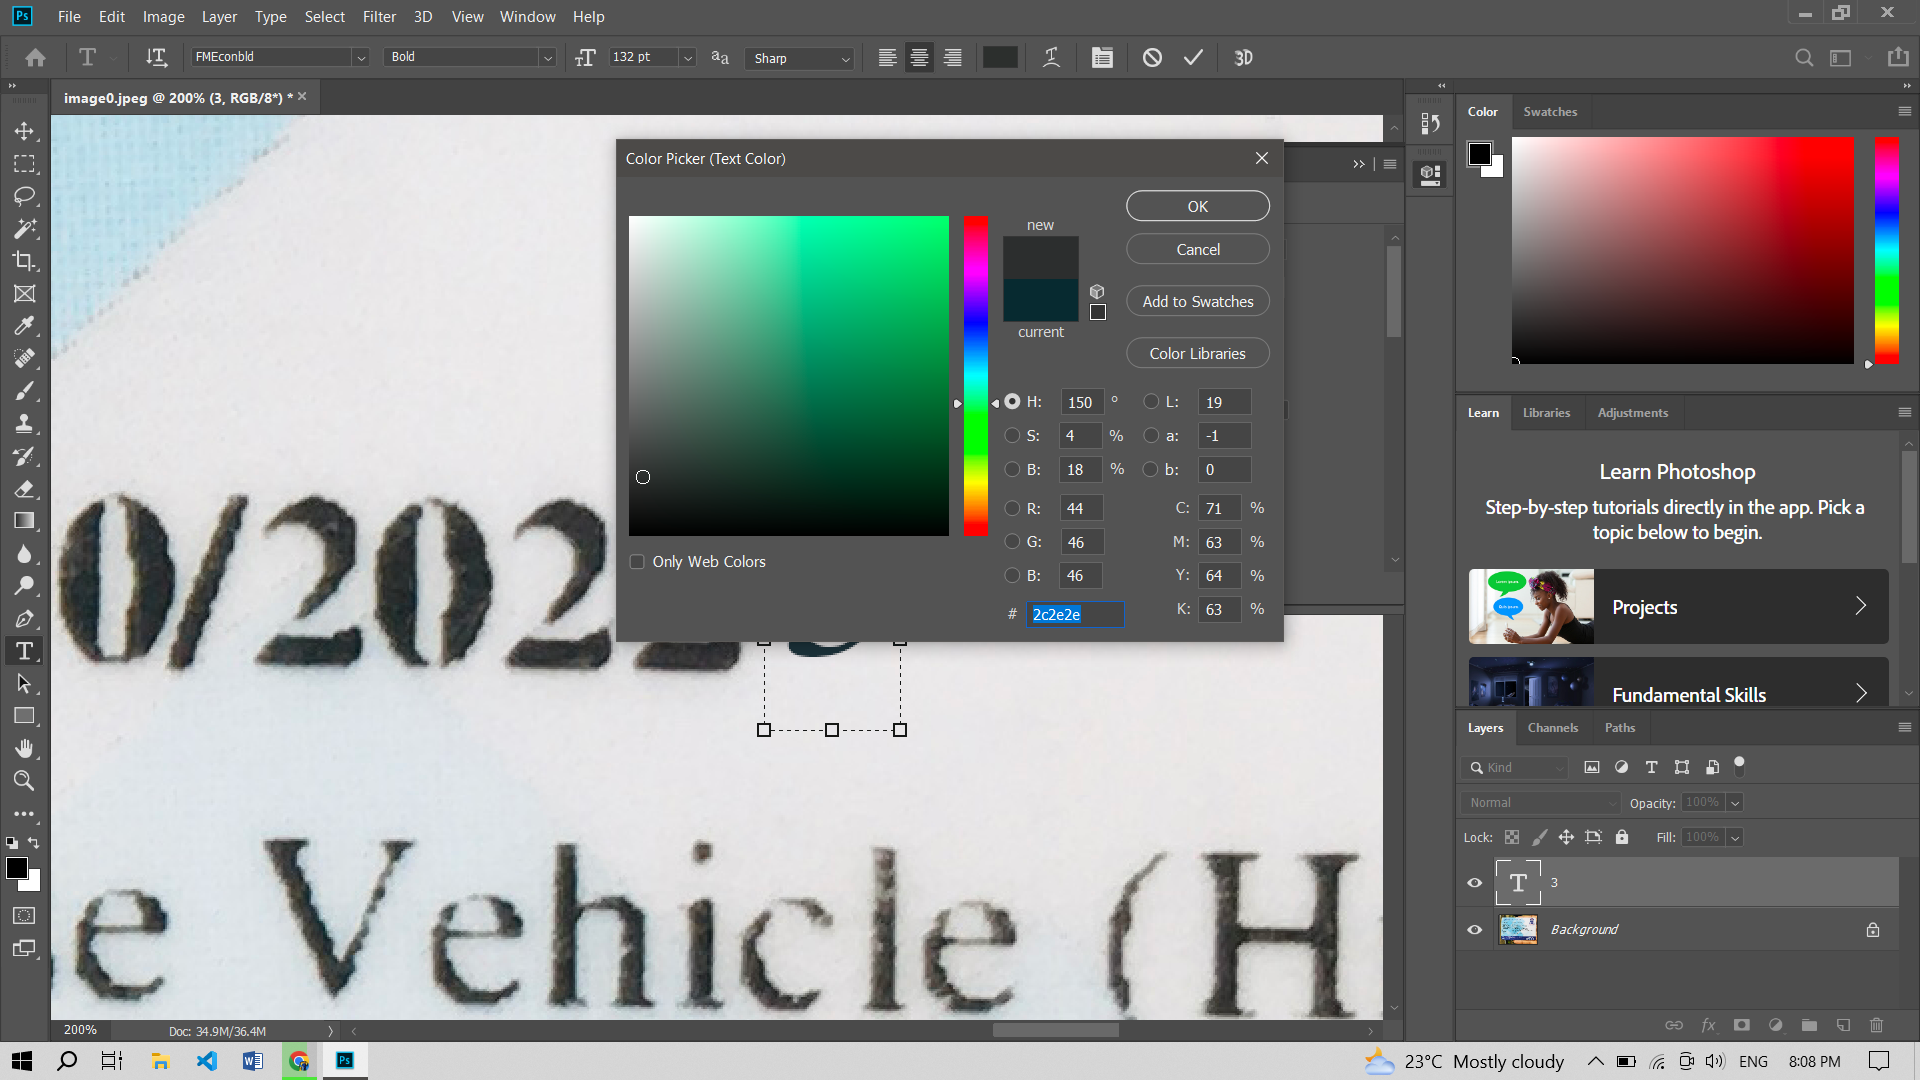 Ps File Edit Image Layer Type Select Filter 3D View Window Help
T FMEconbld Bold 132 pt aa Sharp 3D
image0.jpeg @ 200% (3, RGB/8*) * ×
Color Picker (Text Color)
new
current
OK
Cancel
Add to Swatches
Color Libraries
H: 150 ° L: 19
S: 4 % a: -1
B: 18 % b: 0
R: 44 C: 71 %
G: 46 M: 63 %
B: 46 Y: 64 %
# 2c2e2e K: 63 %
Only Web Colors
0/2022
e Vehicle (H
200% Doc: 34.9M/36.4M
Color Swatches
Learn Libraries Adjustments
Learn Photoshop
Step-by-step tutorials directly in the app. Pick a
topic below to begin.
Projects
Fundamental Skills
Layers Channels Paths
Kind
Normal Opacity: 100%
Lock: Fill: 100%
T 3
Background
fx
23°C Mostly cloudy ENG 8:08 PM